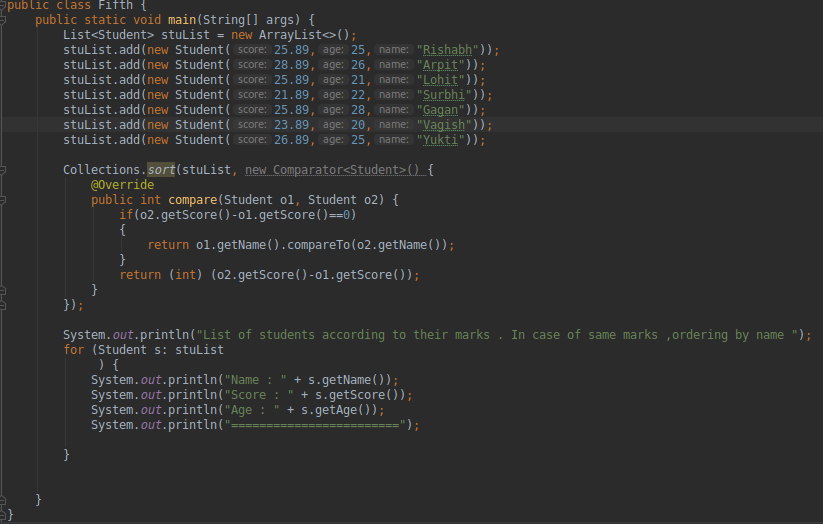 public class Fifth {
    public static void main(String[] args) {
        List<Student> stuList = new ArrayList<>();
        stuList.add(new Student( score: 25.89, age: 25, name: "Rishabh"));
        stuList.add(new Student( score: 28.89, age: 26, name: "Arpit"));
        stuList.add(new Student( score: 25.89, age: 21, name: "Lohit"));
        stuList.add(new Student( score: 21.89, age: 22, name: "Surbhi"));
        stuList.add(new Student( score: 25.89, age: 28, name: "Gagan"));
        stuList.add(new Student( score: 23.89, age: 20, name: "Vagish"));
        stuList.add(new Student( score: 26.89, age: 25, name: "Yukti"));
        Collections.sort(stuList, new Comparator<Student>() {
            @Override
            public int compare(Student o1, Student o2) {
                if(o2.getScore()-o1.getScore()==0)
                {
                    return o1.getName().compareTo(o2.getName());
                }
                return (int) (o2.getScore()-o1.getScore());
            }
        });
        System.out.println("List of students according to their marks . In case of same marks ,ordering by name ");
        for (Student s: stuList
             ) {
            System.out.println("Name : " + s.getName());
            System.out.println("Score : " + s.getScore());
            System.out.println("Age : " + s.getAge());
            System.out.println("========================");
        }
    }
}